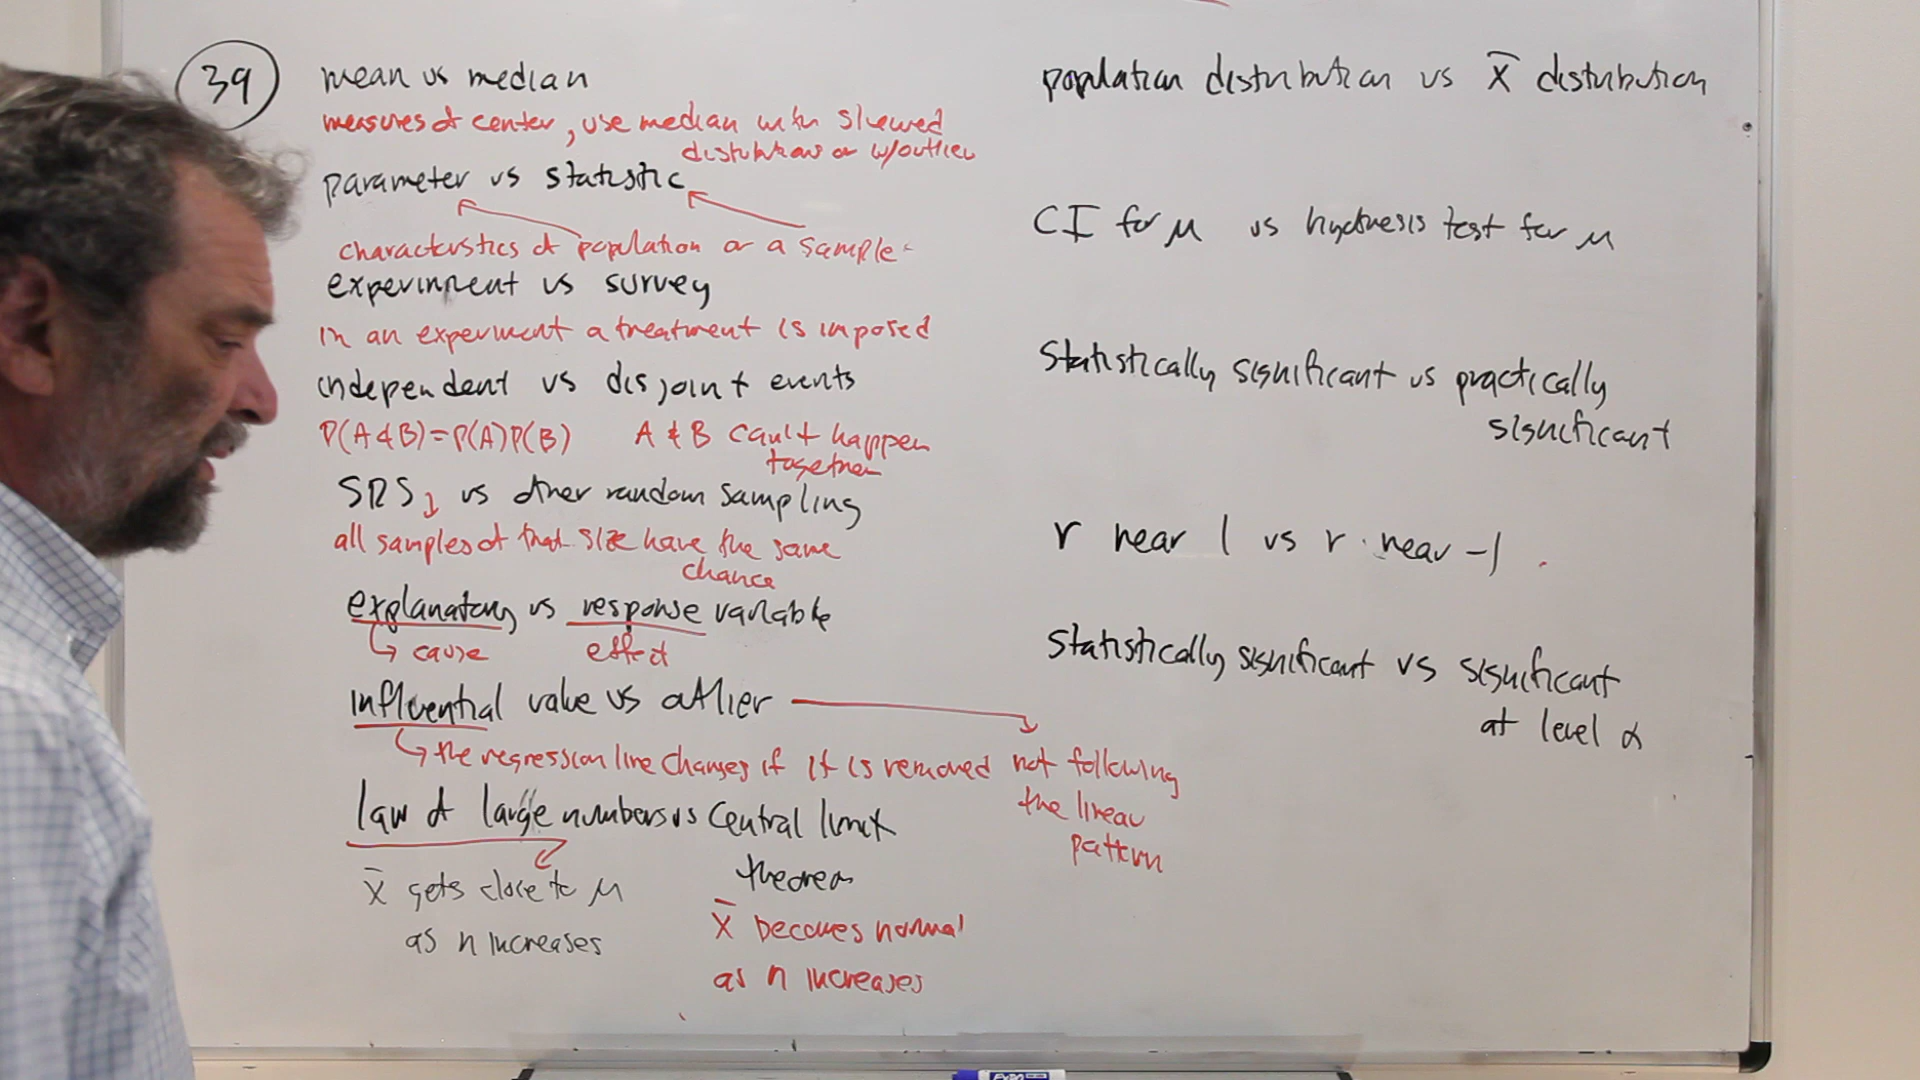 39
mean vs median
measures of center, use median with skewed
distributions or w/outlier
parameter vs statistic
characteristics of population or a sample
experiment vs survey
in an experiment a treatment is imposed
independent vs disjoint events
P(A&B)=P(A)P(B) A & B can't happen
together
SRS vs other random sampling
all samples of that size have the same
chance
explanatory vs response variable
cause effect
influential value vs outlier
the regression line changes if it is removed
not following
the linear
pattern
law of large numbers vs Central limit
theorem
x̄ gets close to μ
as n increases
x̄ becomes normal
as n increases
population distribution vs x̄ distribution
CI for μ vs hypothesis test for μ
Statistically significant vs practically
significant
r near 1 vs r near -1
Statistically significant vs significant
at level α
EXPO